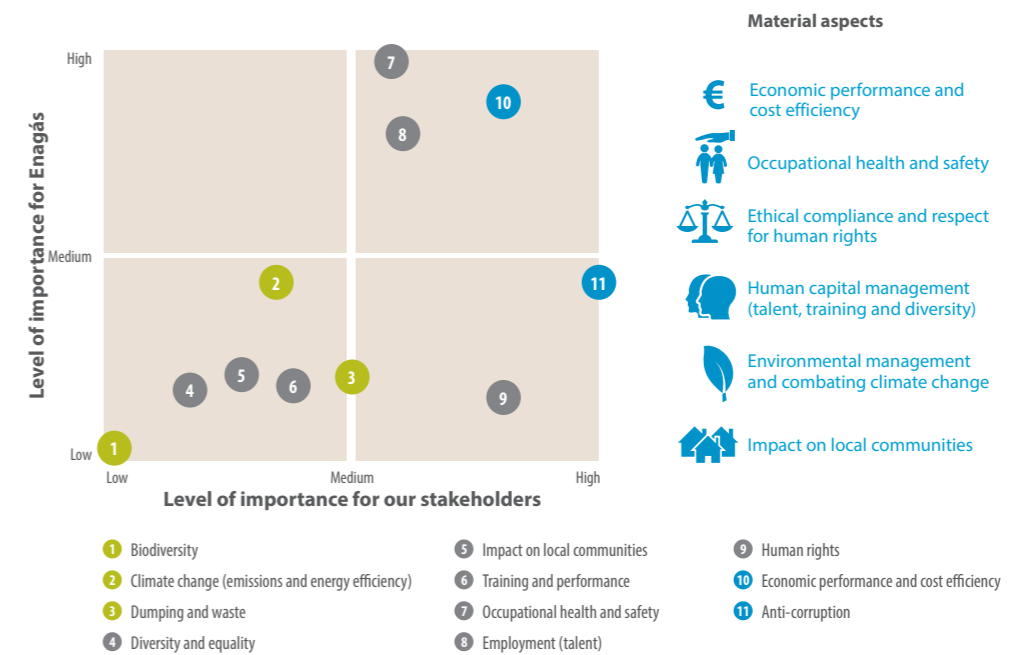 Material aspects
High
Medium
Low
Level of importance for Enagás
7
10
8
2
11
5
4
6
3
9
1
Low
Medium
High
Level of importance for our stakeholders
€
Economic performance and
cost efficiency
Occupational health and safety
Ethical compliance and respect
for human rights
Human capital management
(talent, training and diversity)
Environmental management
and combating climate change
Impact on local communities
1 Biodiversity
2 Climate change (emissions and energy efficiency)
3 Dumping and waste
4 Diversity and equality
5 Impact on local communities
6 Training and performance
7 Occupational health and safety
8 Employment (talent)
9 Human rights
10 Economic performance and cost efficiency
11 Anti-corruption